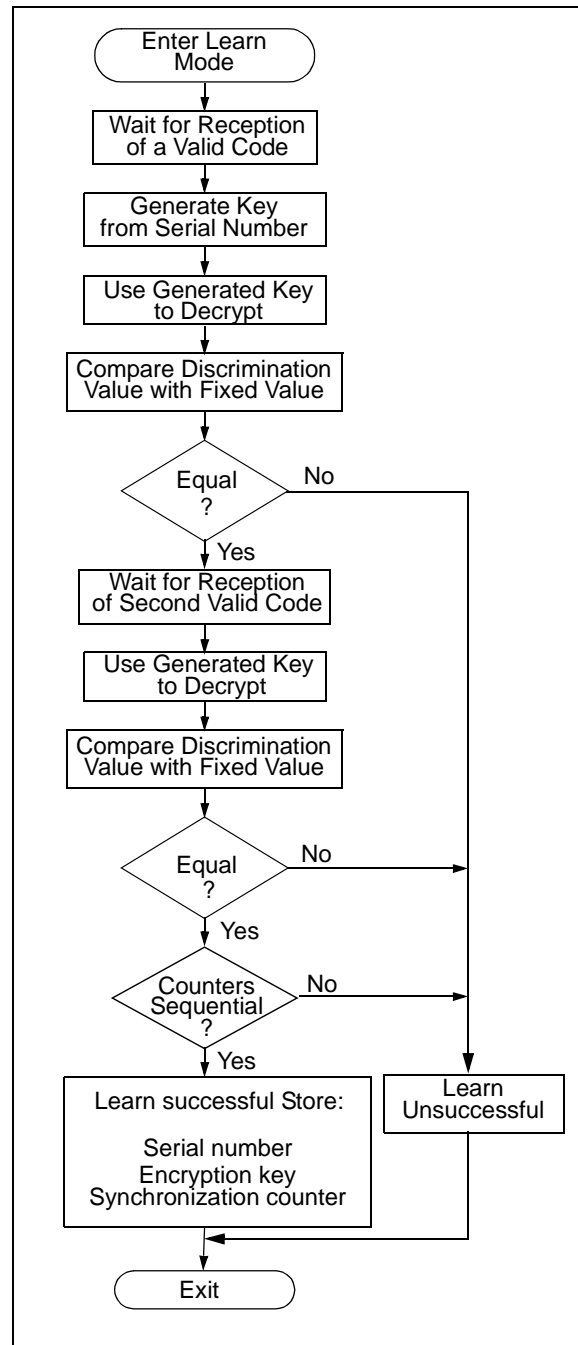 Enter Learn
Mode
Wait for Reception
of a Valid Code
Generate Key
from Serial Number
Use Generated Key
to Decrypt
Compare Discrimination
Value with Fixed Value
Equal
?
No
Yes
Wait for Reception
of Second Valid Code
Use Generated Key
to Decrypt
Compare Discrimination
Value with Fixed Value
Equal
?
No
Yes
Counters
Sequential
?
No
Yes
Learn successful Store:
Serial number
Encryption key
Synchronization counter
Learn
Unsuccessful
Exit